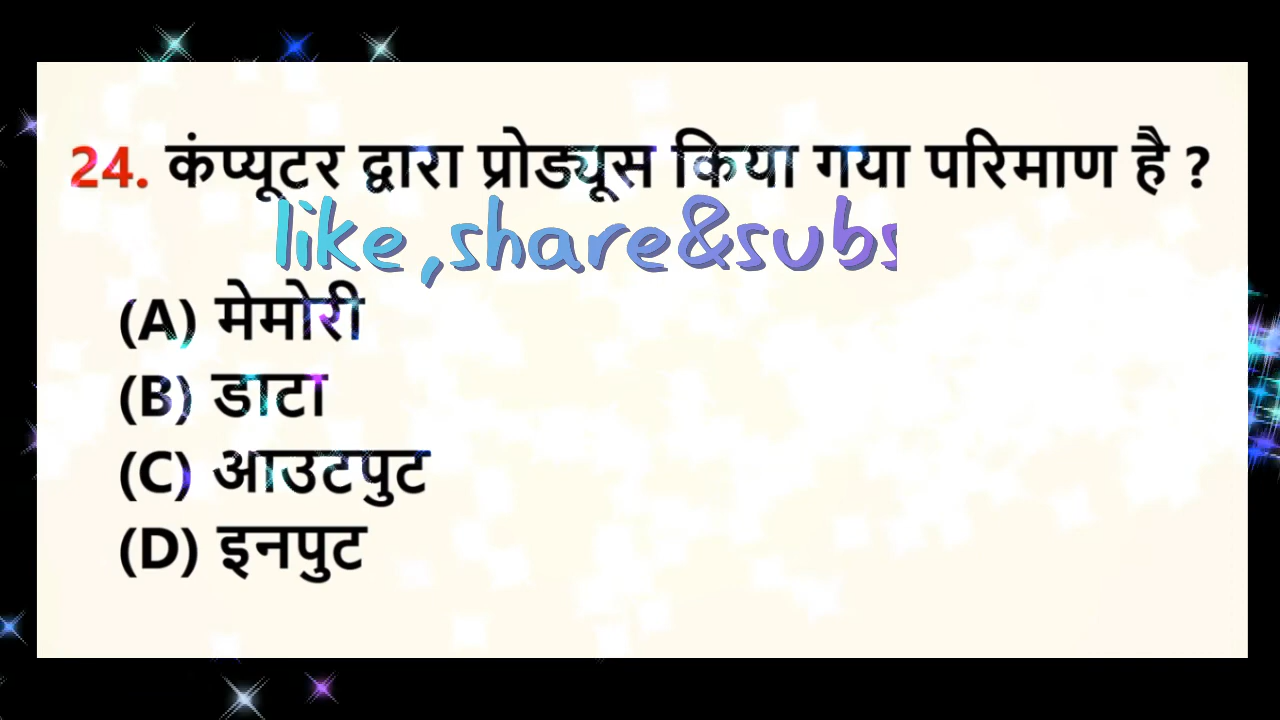 24. कंप्यूटर द्वारा प्रोड्यूस किया गया परिमाण है ?
like,share&subs
(A) मेमोरी
(B) डाटा
(C) आउटपुट
(D) इनपुट